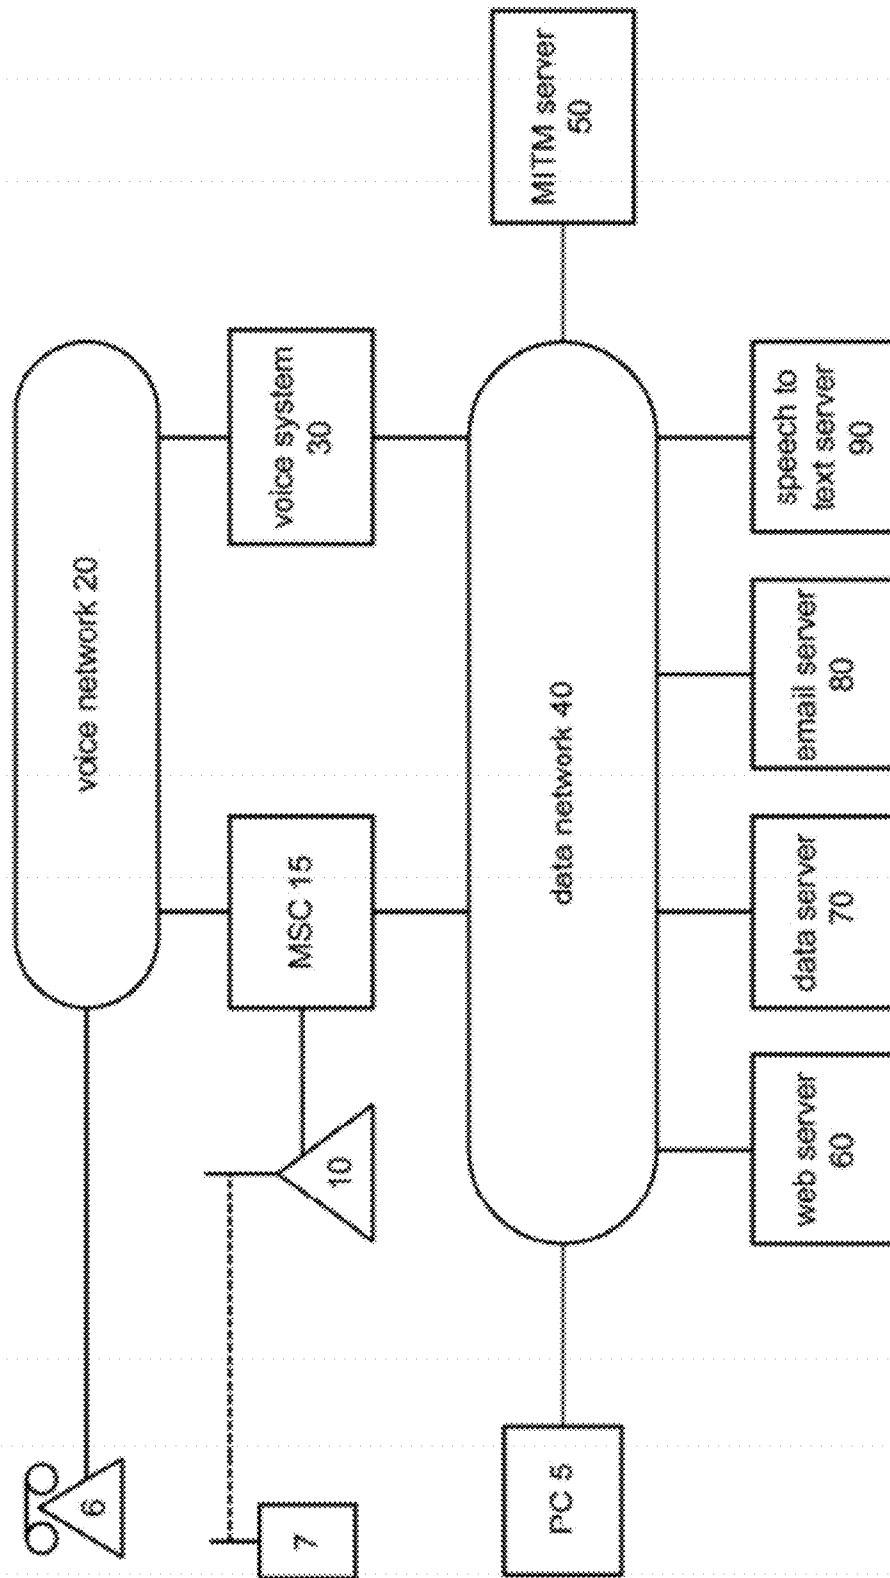 6
voice network 20
7
10
MSC 15
voice system
30
PC 5
data network 40
MITM server
50
web server
60
data server
70
email server
80
speech to
text server
90